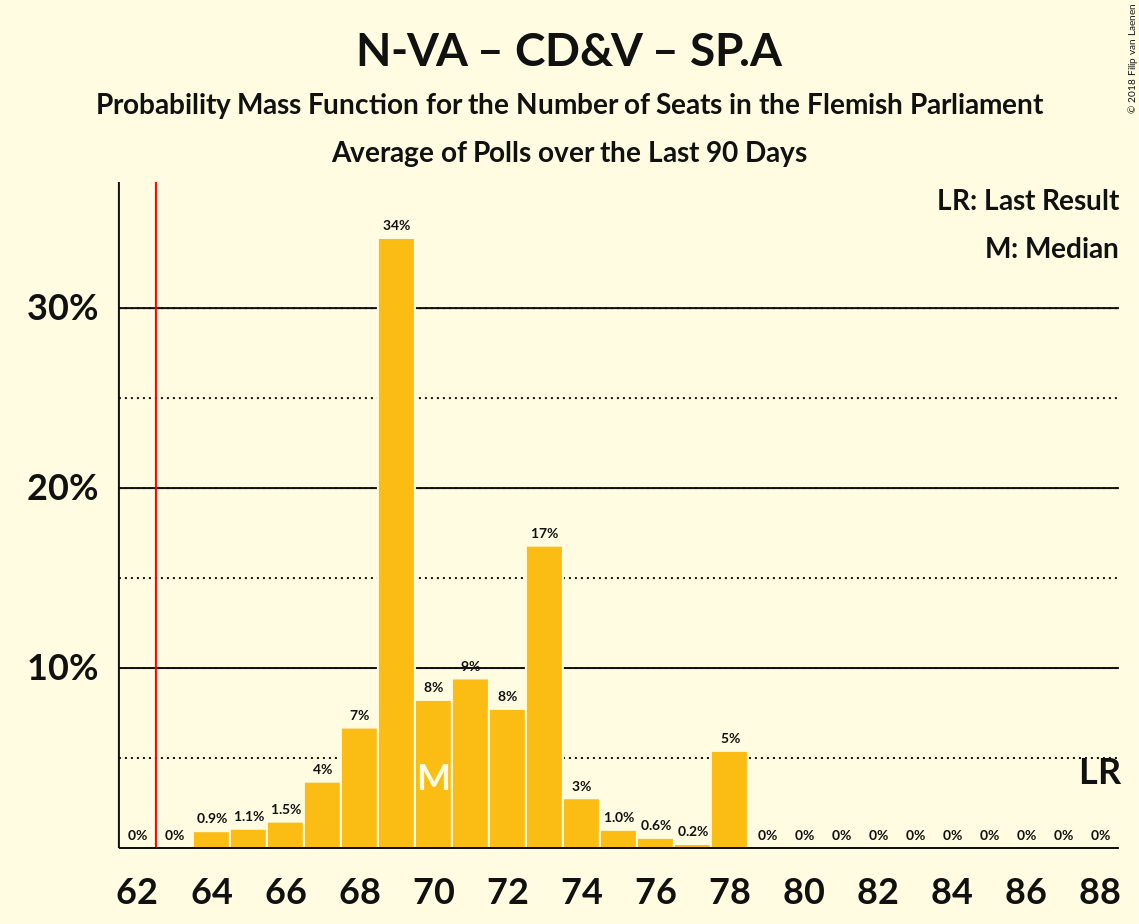 N-VA – CD&V – SP.A
Probability Mass Function for the Number of Seats in the Flemish Parliament
Average of Polls over the Last 90 Days
© 2018 Filip van Laenen
LR: Last Result
M: Median
30%
20%
10%
0% 0% 0.9% 1.1% 1.5% 4% 7% 34% 8% 9% 8% 17% 3% 1.0% 0.6% 0.2% 5% 0% 0% 0% 0% 0% 0% 0% 0% 0% 0%
M
LR
62 64 66 68 70 72 74 76 78 80 82 84 86 88